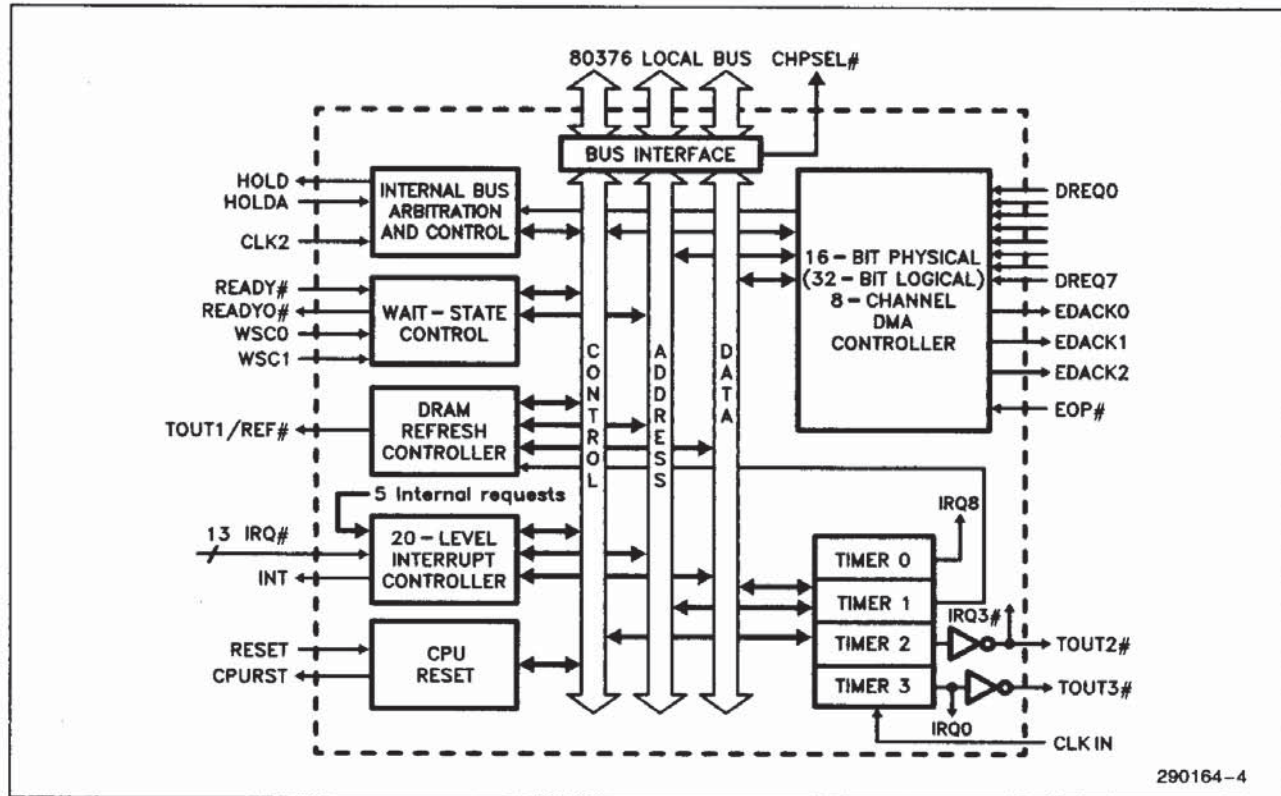 80376 LOCAL BUS CHPSEL#
BUS INTERFACE
HOLD
HOLDA
CLK2
INTERNAL BUS
ARBITRATION
AND CONTROL
READY#
READYO#
WSC0
WSC1
WAIT-STATE
CONTROL
TOUT1/REF#
DRAM
REFRESH
CONTROLLER
5 Internal requests
13 IRQ#
INT
20-LEVEL
INTERRUPT
CONTROLLER
RESET
CPURST
CPU
RESET
CONTROL
ADDRESS
DATA
16-BIT PHYSICAL
(32-BIT LOGICAL)
8-CHANNEL
DMA
CONTROLLER
DREQ0
DREQ7
EDACK0
EDACK1
EDACK2
EOP#
IRQ8
TIMER 0
TIMER 1
TIMER 2
TIMER 3
IRQ3#
TOUT2#
TOUT3#
IRQ0
CLKIN
290164-4